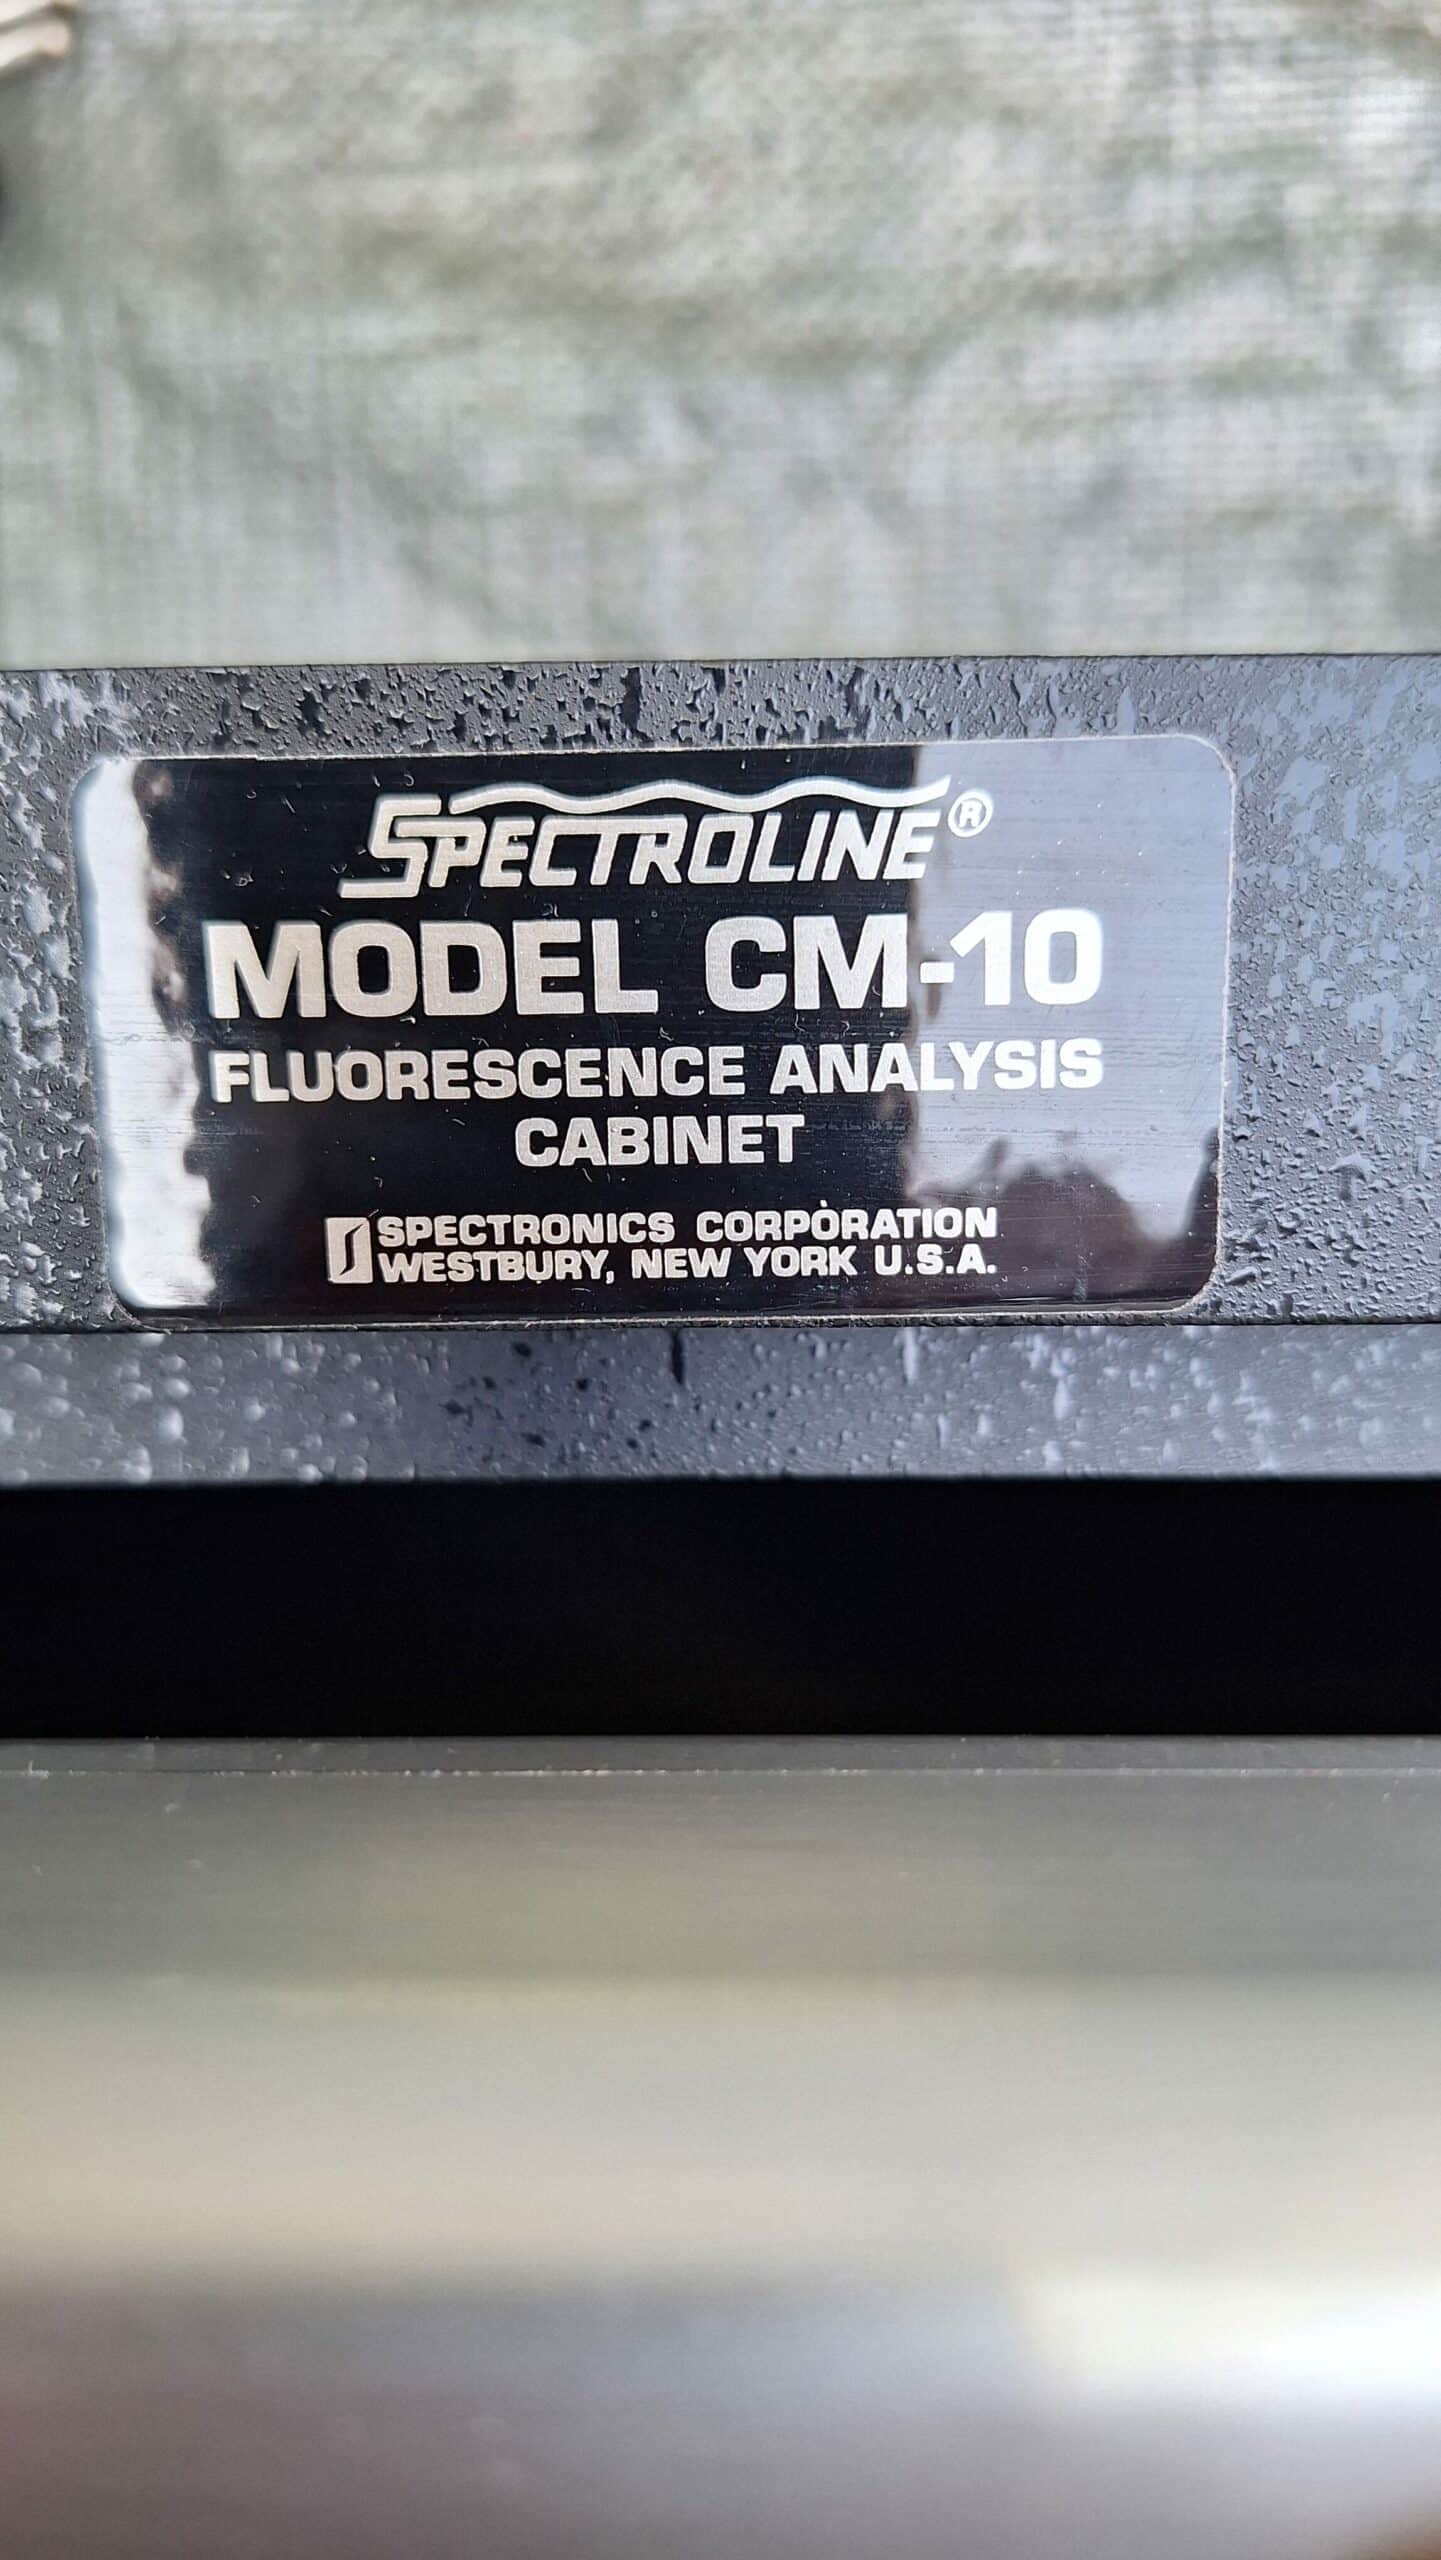 SPECTROLINE®
MODEL CM-10
FLUORESCENCE ANALYSIS
CABINET
SPECTRONICS CORPORATION
WESTBURY, NEW YORK U.S.A.